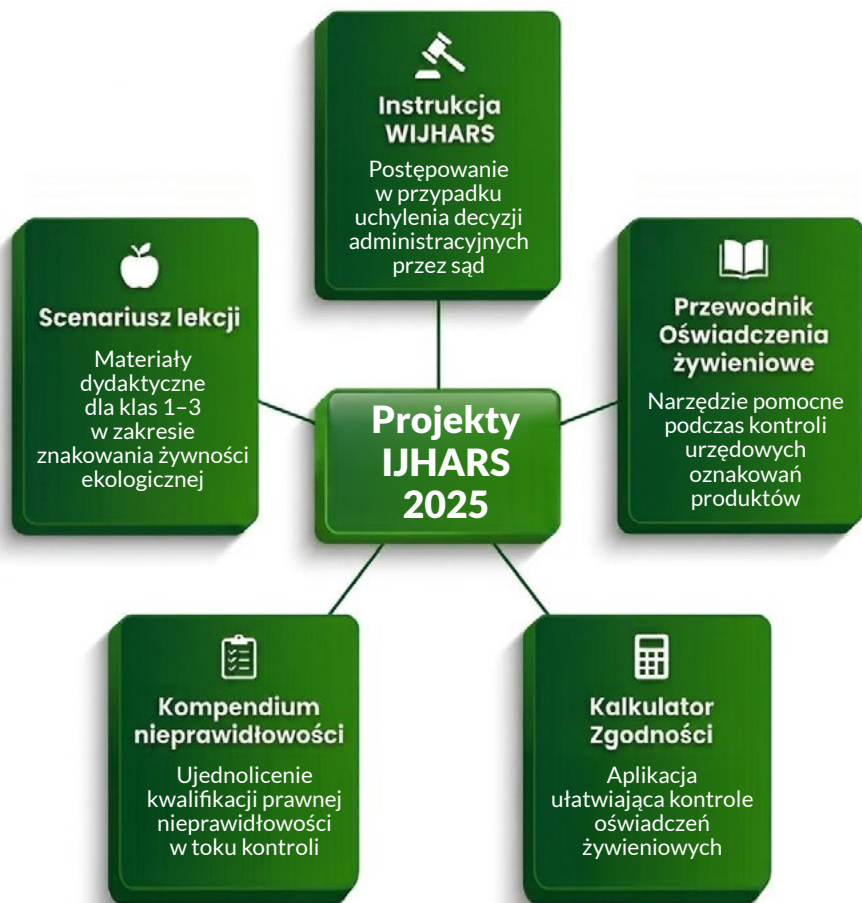 Instrukcja
WIJHARS
Postępowanie
w przypadku
uchylenia decyzji
administracyjnych
przez sąd
Scenariusz lekcji
Materiały
dydaktyczne
dla klas 1–3
w zakresie
znakowania żywności
ekologicznej
Przewodnik
Oświadczenia
żywieniowe
Narzędzie pomocne
podczas kontroli
urzędowych
oznakowań
produktów
Projekty
IJHARS
2025
Kompendium
nieprawidłowości
Ujednolicenie
kwalifikacji prawnej
nieprawidłowości
w toku kontroli
Kalkulator
Zgodności
Aplikacja
ułatwiająca kontrole
oświadczeń
żywieniowych